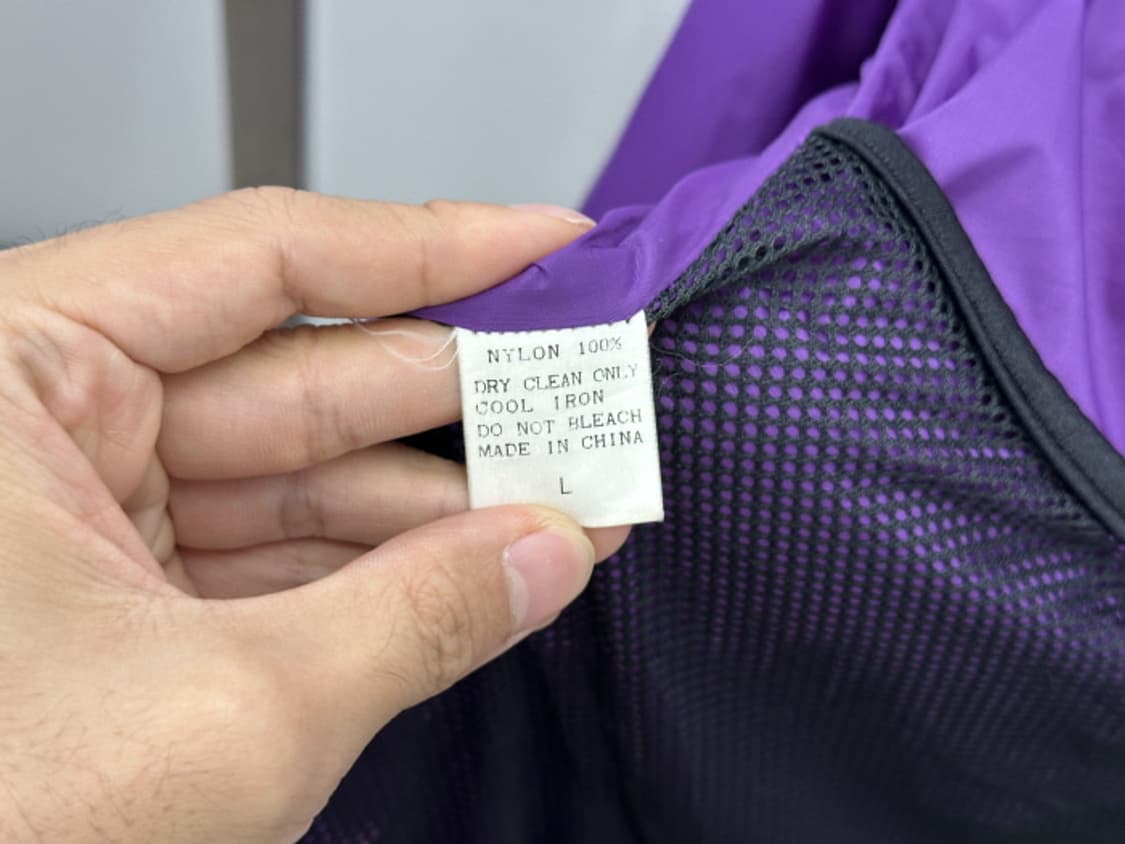 NYLON 100%
DRY CLEAN ONLY
COOL IRON
DO NOT BLEACH
MADE IN CHINA
L